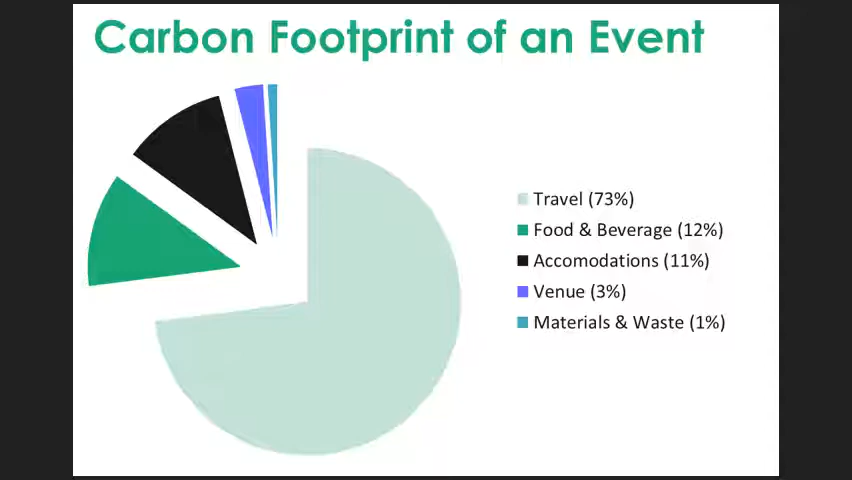 Carbon Footprint of an Event
Travel (73%)
Food & Beverage (12%)
Accomodations (11%)
Venue (3%)
Materials & Waste (1%)